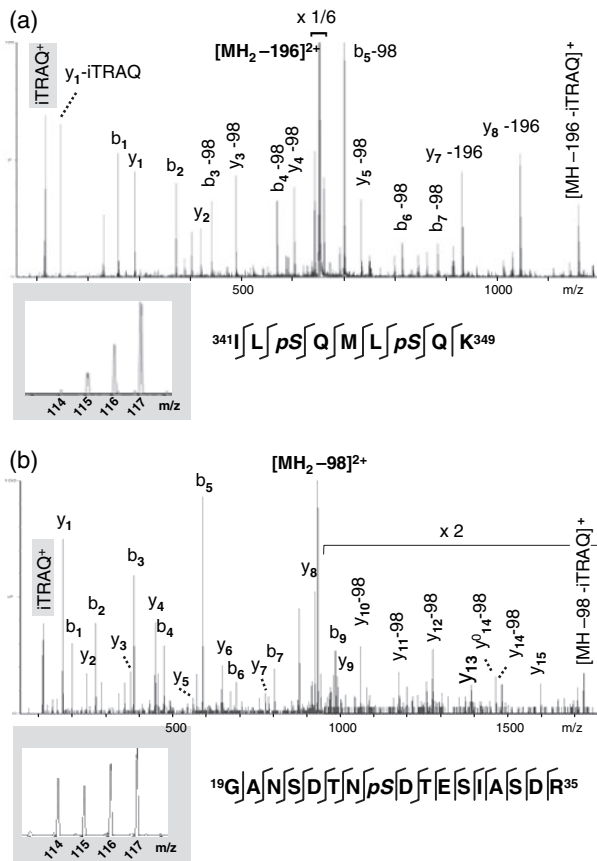 (a)
x 1/6
[MH2–196]2+
b5-98
iTRAQ+
y1-iTRAQ
b1
y1
b2
y2
b3-98
y3-98
b4-98
y4-98
y5-98
b6-98
b7-98
y7-196
y8-196
[MH–196-iTRAQ]+
500
1000
m/z
341I L pS Q M L pS Q K349
114 115 116 117 m/z
(b)
[MH2–98]2+
x 2
iTRAQ+
y1
b1
y2
b2
y3
b3
y4
b4
y5
b5
y6
b6
y7
b7
y8
b9
y9
y10-98
y11-98
y12-98
y13
y014-98
y14-98
y15
[MH–98-iTRAQ]+
500
1000
1500
m/z
19G A N S D T N pS D T E S I A S D R35
114 115 116 117 m/z